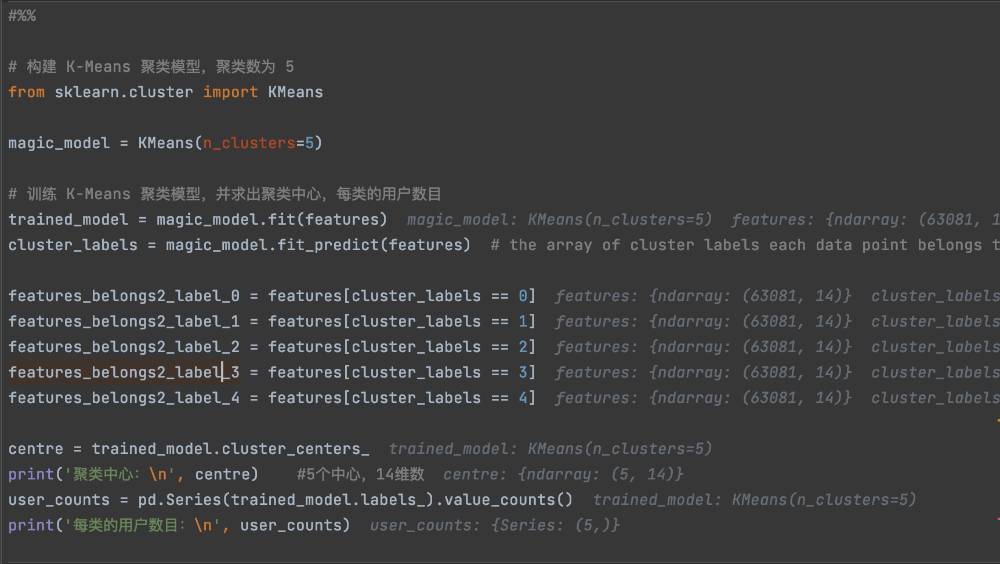 #%%
# 构建 K-Means 聚类模型，聚类数为 5
from sklearn.cluster import KMeans
magic_model = KMeans(n_clusters=5)
# 训练 K-Means 聚类模型，并求出聚类中心，每类的用户数目
trained_model = magic_model.fit(features)  magic_model: KMeans(n_clusters=5)  features: {ndarray: (63081, 1
cluster_labels = magic_model.fit_predict(features)  # the array of cluster labels each data point belongs t
features_belongs2_label_0 = features[cluster_labels == 0]  features: {ndarray: (63081, 14)}  cluster_labels
features_belongs2_label_1 = features[cluster_labels == 1]  features: {ndarray: (63081, 14)}  cluster_labels
features_belongs2_label_2 = features[cluster_labels == 2]  features: {ndarray: (63081, 14)}  cluster_labels
features_belongs2_label_3 = features[cluster_labels == 3]  features: {ndarray: (63081, 14)}  cluster_labels
features_belongs2_label_4 = features[cluster_labels == 4]  features: {ndarray: (63081, 14)}  cluster_labels
centre = trained_model.cluster_centers_  trained_model: KMeans(n_clusters=5)
print('聚类中心：\n', centre)    #5个中心，14维数  centre: {ndarray: (5, 14)}
user_counts = pd.Series(trained_model.labels_).value_counts()  trained_model: KMeans(n_clusters=5)
print('每类的用户数目：\n', user_counts)  user_counts: {Series: (5,)}